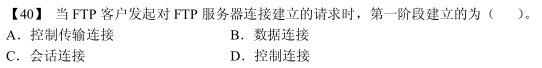 【40】 当 FTP 客户发起对 FTP 服务器连接建立的请求时，第一阶段建立的为（ ）。
A．控制传输连接 B．数据连接
C．会话连接 D．控制连接